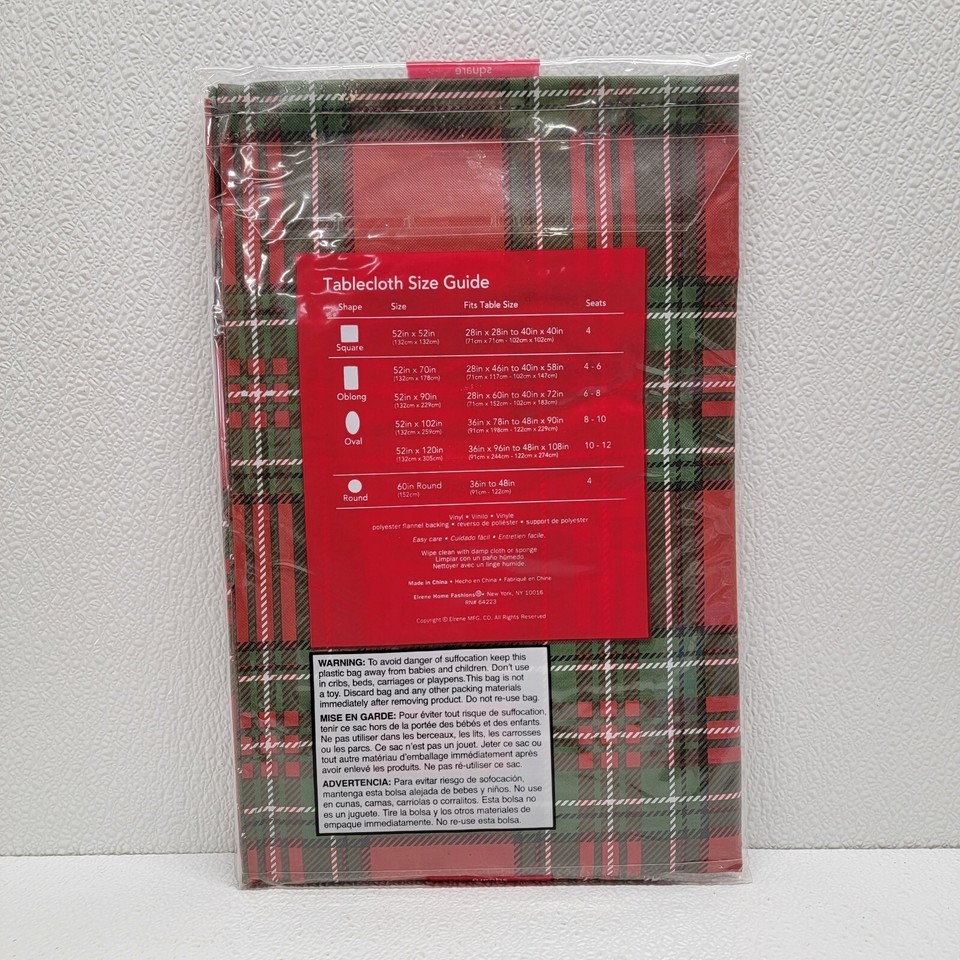 square
Tablecloth Size Guide
Shape Size Fits Table Size Seats
Square 52in x 52in 28in x 28in to 40in x 40in 4
(132cm x 132cm) (71cm x 71cm - 102cm x 102cm)
Oblong 52in x 70in 28in x 46in to 40in x 58in 4 - 6
(132cm x 178cm) (71cm x 117cm - 102cm x 147cm)
52in x 90in 28in x 60in to 40in x 72in 6 - 8
(132cm x 229cm) (71cm x 152cm - 102cm x 183cm)
Oval 52in x 102in 36in x 78in to 48in x 90in 8 - 10
(132cm x 259cm) (91cm x 198cm - 122cm x 229cm)
52in x 120in 36in x 96in to 48in x 108in 10 - 12
(132cm x 305cm) (91cm x 244cm - 122cm x 274cm)
Round 60in Round 36in to 48in 4
(152cm) (91cm - 122cm)
Vinyl • Vinilo • Vinyle
polyester flannel backing • reverso de poliéster • support de polyester
Easy care • Cuidado fácil • Entretien facile.
Wipe clean with damp cloth or sponge
Limpiar con un paño húmedo
Nettoyer avec un linge humide
Made in China • Hecho en China • Fabriqué en Chine
Elrene Home Fashions® • New York, NY 10016
RN# 64223
Copyright © Elrene MFG. CO. All Rights Reserved
WARNING: To avoid danger of suffocation keep this
plastic bag away from babies and children. Don't use
in cribs, beds, carriages or playpens.This bag is not
a toy. Discard bag and any other packing materials
immediately after removing product. Do not re-use bag.
MISE EN GARDE: Pour éviter tout risque de suffocation,
tenir ce sac hors de la portée des bébés et des enfants.
Ne pas utiliser dans les berceaux, les lits, les carrosses
ou les parcs. Ce sac n'est pas un jouet. Jeter ce sac ou
tout autre matériau d'emballage immédiatement après
avoir enlevé les produits. Ne pas ré-utiliser ce sac.
ADVERTENCIA: Para evitar riesgo de sofocación,
mantenga esta bolsa alejada de bebes y niños. No use
en cunas, camas, carriolas o corralitos. Esta bolsa no
es un juguete. Tire la bolsa y los otros materiales de
empaque immediatamente. No re-use esta bolsa.